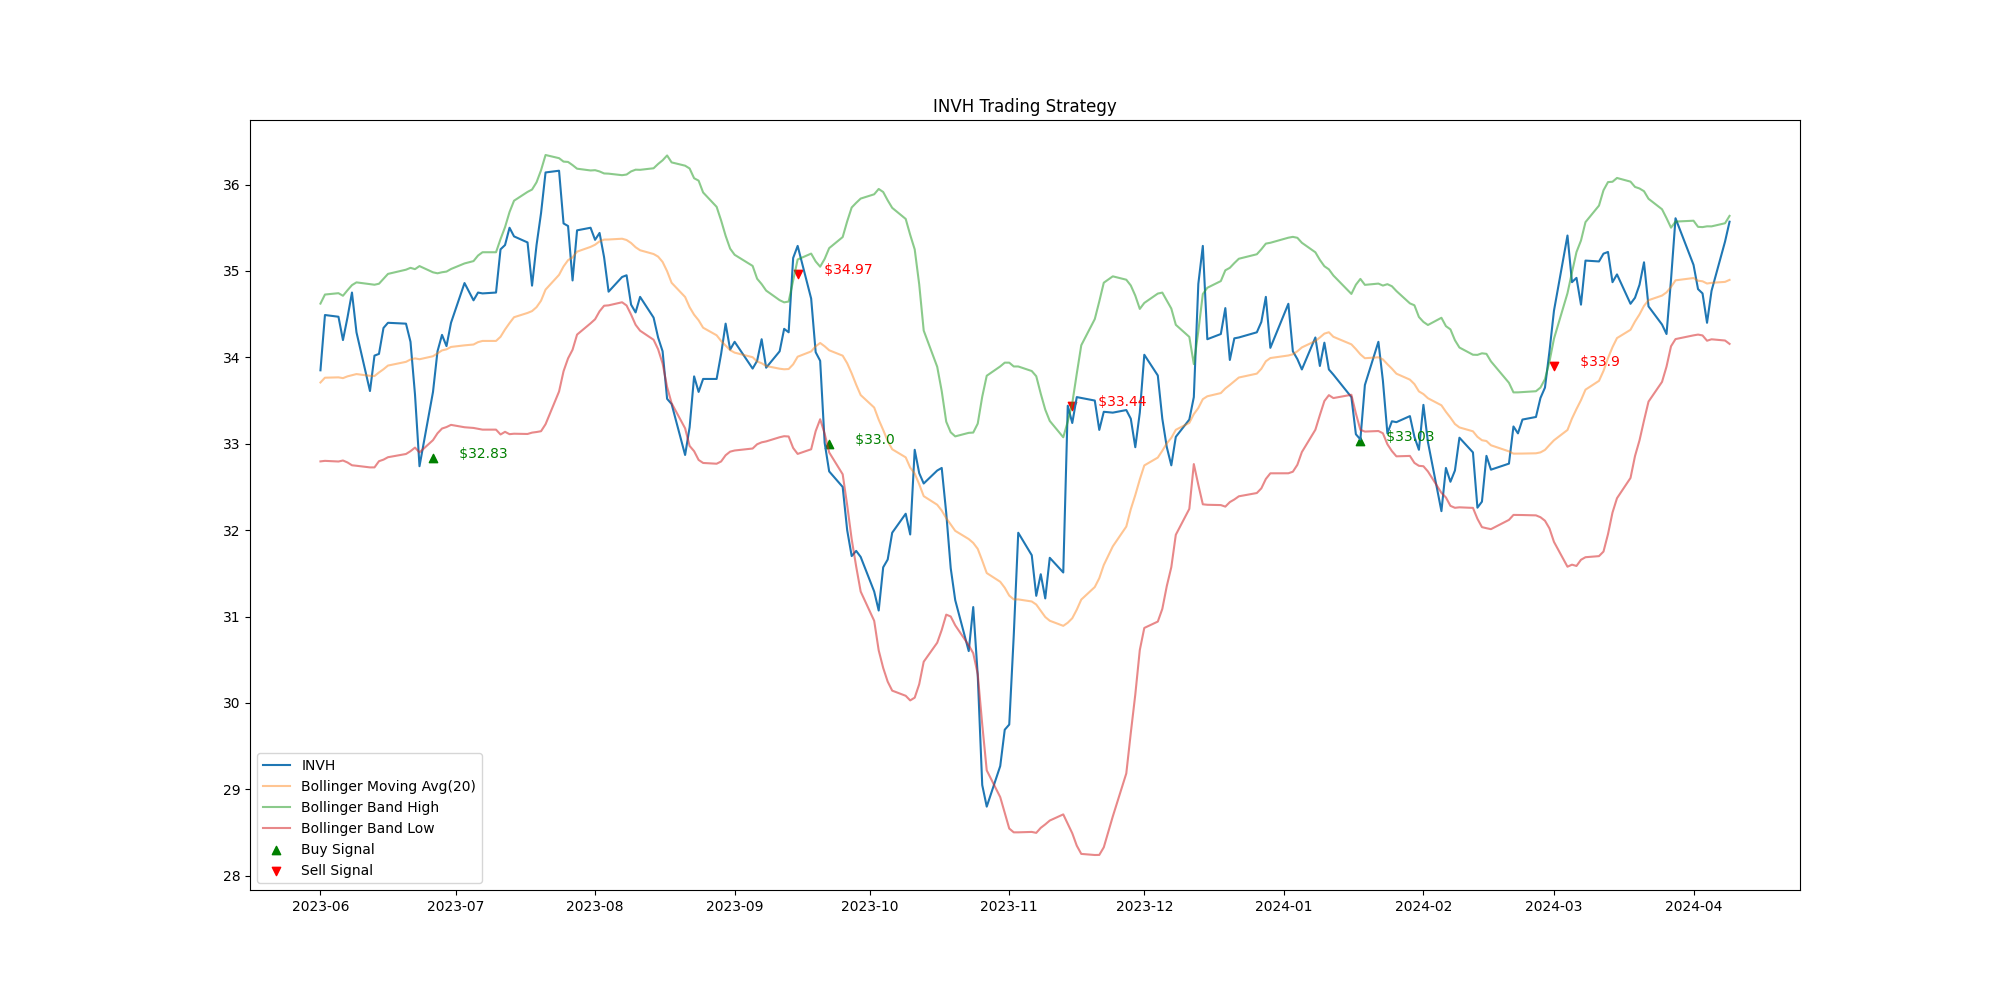 INVH Trading Strategy
36
35
34
33
32
31
30
29
28
$34.97
$33.9
$33.44
$33.0
$33.03
$32.83
INVH
Bollinger Moving Avg(20)
Bollinger Band High
Bollinger Band Low
Buy Signal
Sell Signal
2023-06 2023-07 2023-08 2023-09 2023-10 2023-11 2023-12 2024-01 2024-02 2024-03 2024-04